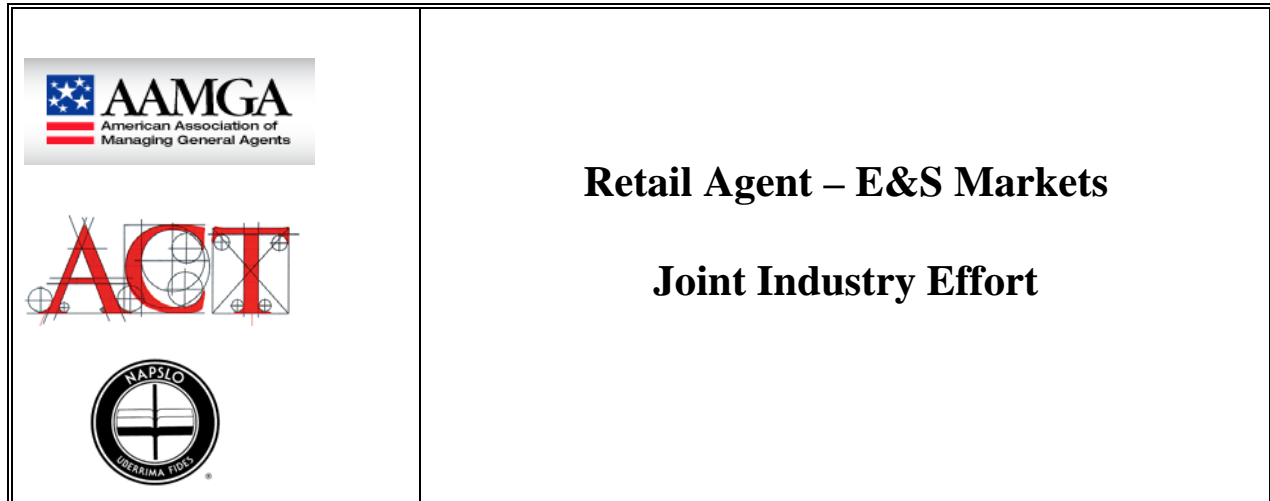 AAMGA
American Association of
Managing General Agents
ACT
NAPSLO
UBERRIMA FIDES
®
Retail Agent – E&S Markets
Joint Industry Effort